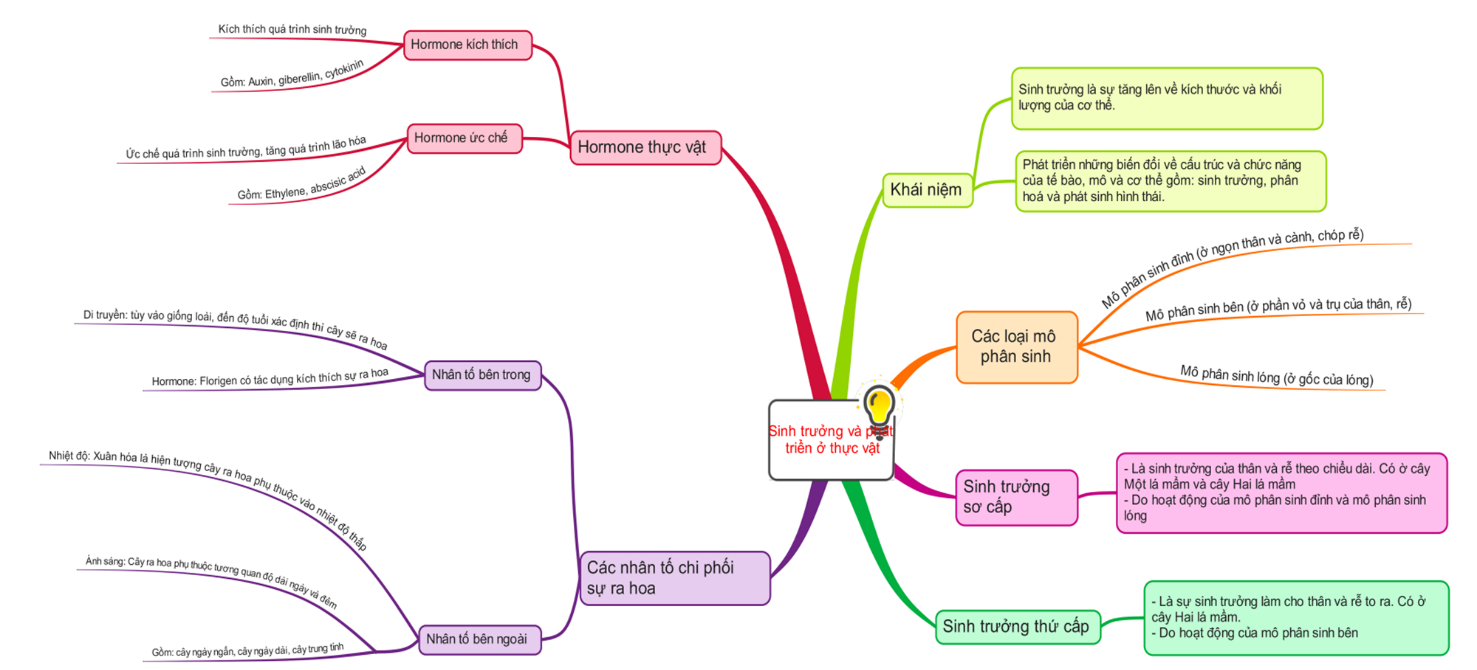 Sinh trưởng và phát
triển ở thực vật
Khái niệm
Sinh trưởng là sự tăng lên về kích thước và khối
lượng của cơ thể.
Phát triển những biến đổi về cấu trúc và chức năng
của tế bào, mô và cơ thể gồm: sinh trưởng, phân
hoá và phát sinh hình thái.
Các loại mô
phân sinh
Mô phân sinh đỉnh (ở ngọn thân và cành, chóp rễ)
Mô phân sinh bên (ở phần vỏ và trụ của thân, rễ)
Mô phân sinh lóng (ở gốc của lóng)
Sinh trưởng
sơ cấp
- Là sinh trưởng của thân và rễ theo chiều dài. Có ở cây
Một lá mầm và cây Hai lá mầm
- Do hoạt động của mô phân sinh đỉnh và mô phân sinh
lóng
Sinh trưởng thứ cấp
- Là sự sinh trưởng làm cho thân và rễ to ra. Có ở
cây Hai lá mầm.
- Do hoạt động của mô phân sinh bên
Hormone thực vật
Hormone kích thích
Kích thích quá trình sinh trưởng
Gồm: Auxin, giberellin, cytokinin
Hormone ức chế
Ức chế quá trình sinh trưởng, tăng quá trình lão hóa
Gồm: Ethylene, abscisic acid
Các nhân tố chi phối
sự ra hoa
Nhân tố bên trong
Di truyền: tùy vào giống loài, đến độ tuổi xác định thì cây sẽ ra hoa
Hormone: Florigen có tác dụng kích thích sự ra hoa
Nhân tố bên ngoài
Nhiệt độ: Xuân hóa là hiện tượng cây ra hoa phụ thuộc vào nhiệt độ thấp
Ánh sáng: Cây ra hoa phụ thuộc tương quan độ dài ngày và đêm
Gồm: cây ngày ngắn, cây ngày dài, cây trung tính